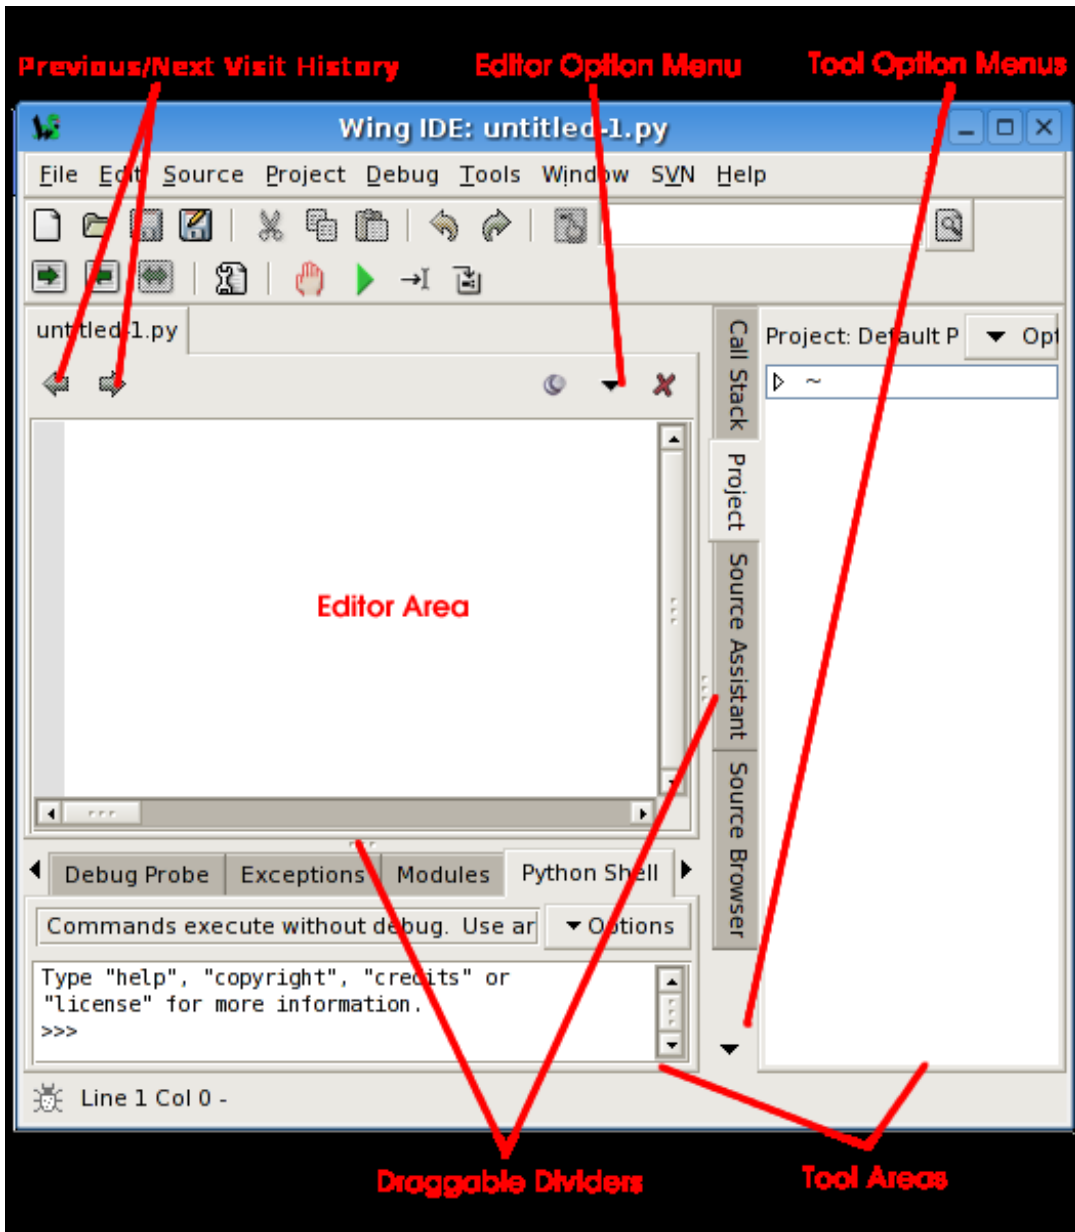 Previous/Next Visit History Editor Option Menu Tool Option Menus
Wing IDE: untitled-1.py
File Edit Source Project Debug Tools Window SVN Help
untitled-1.py
Call Stack
Project
Source Assistant
Source Browser
Project: Default P Opt
~
Editor Area
Debug Probe Exceptions Modules Python Shell
Commands execute without debug. Use ar Options
Type "help", "copyright", "credits" or
"license" for more information.
>>>
Line 1 Col 0 -
Draggable Dividers Tool Areas